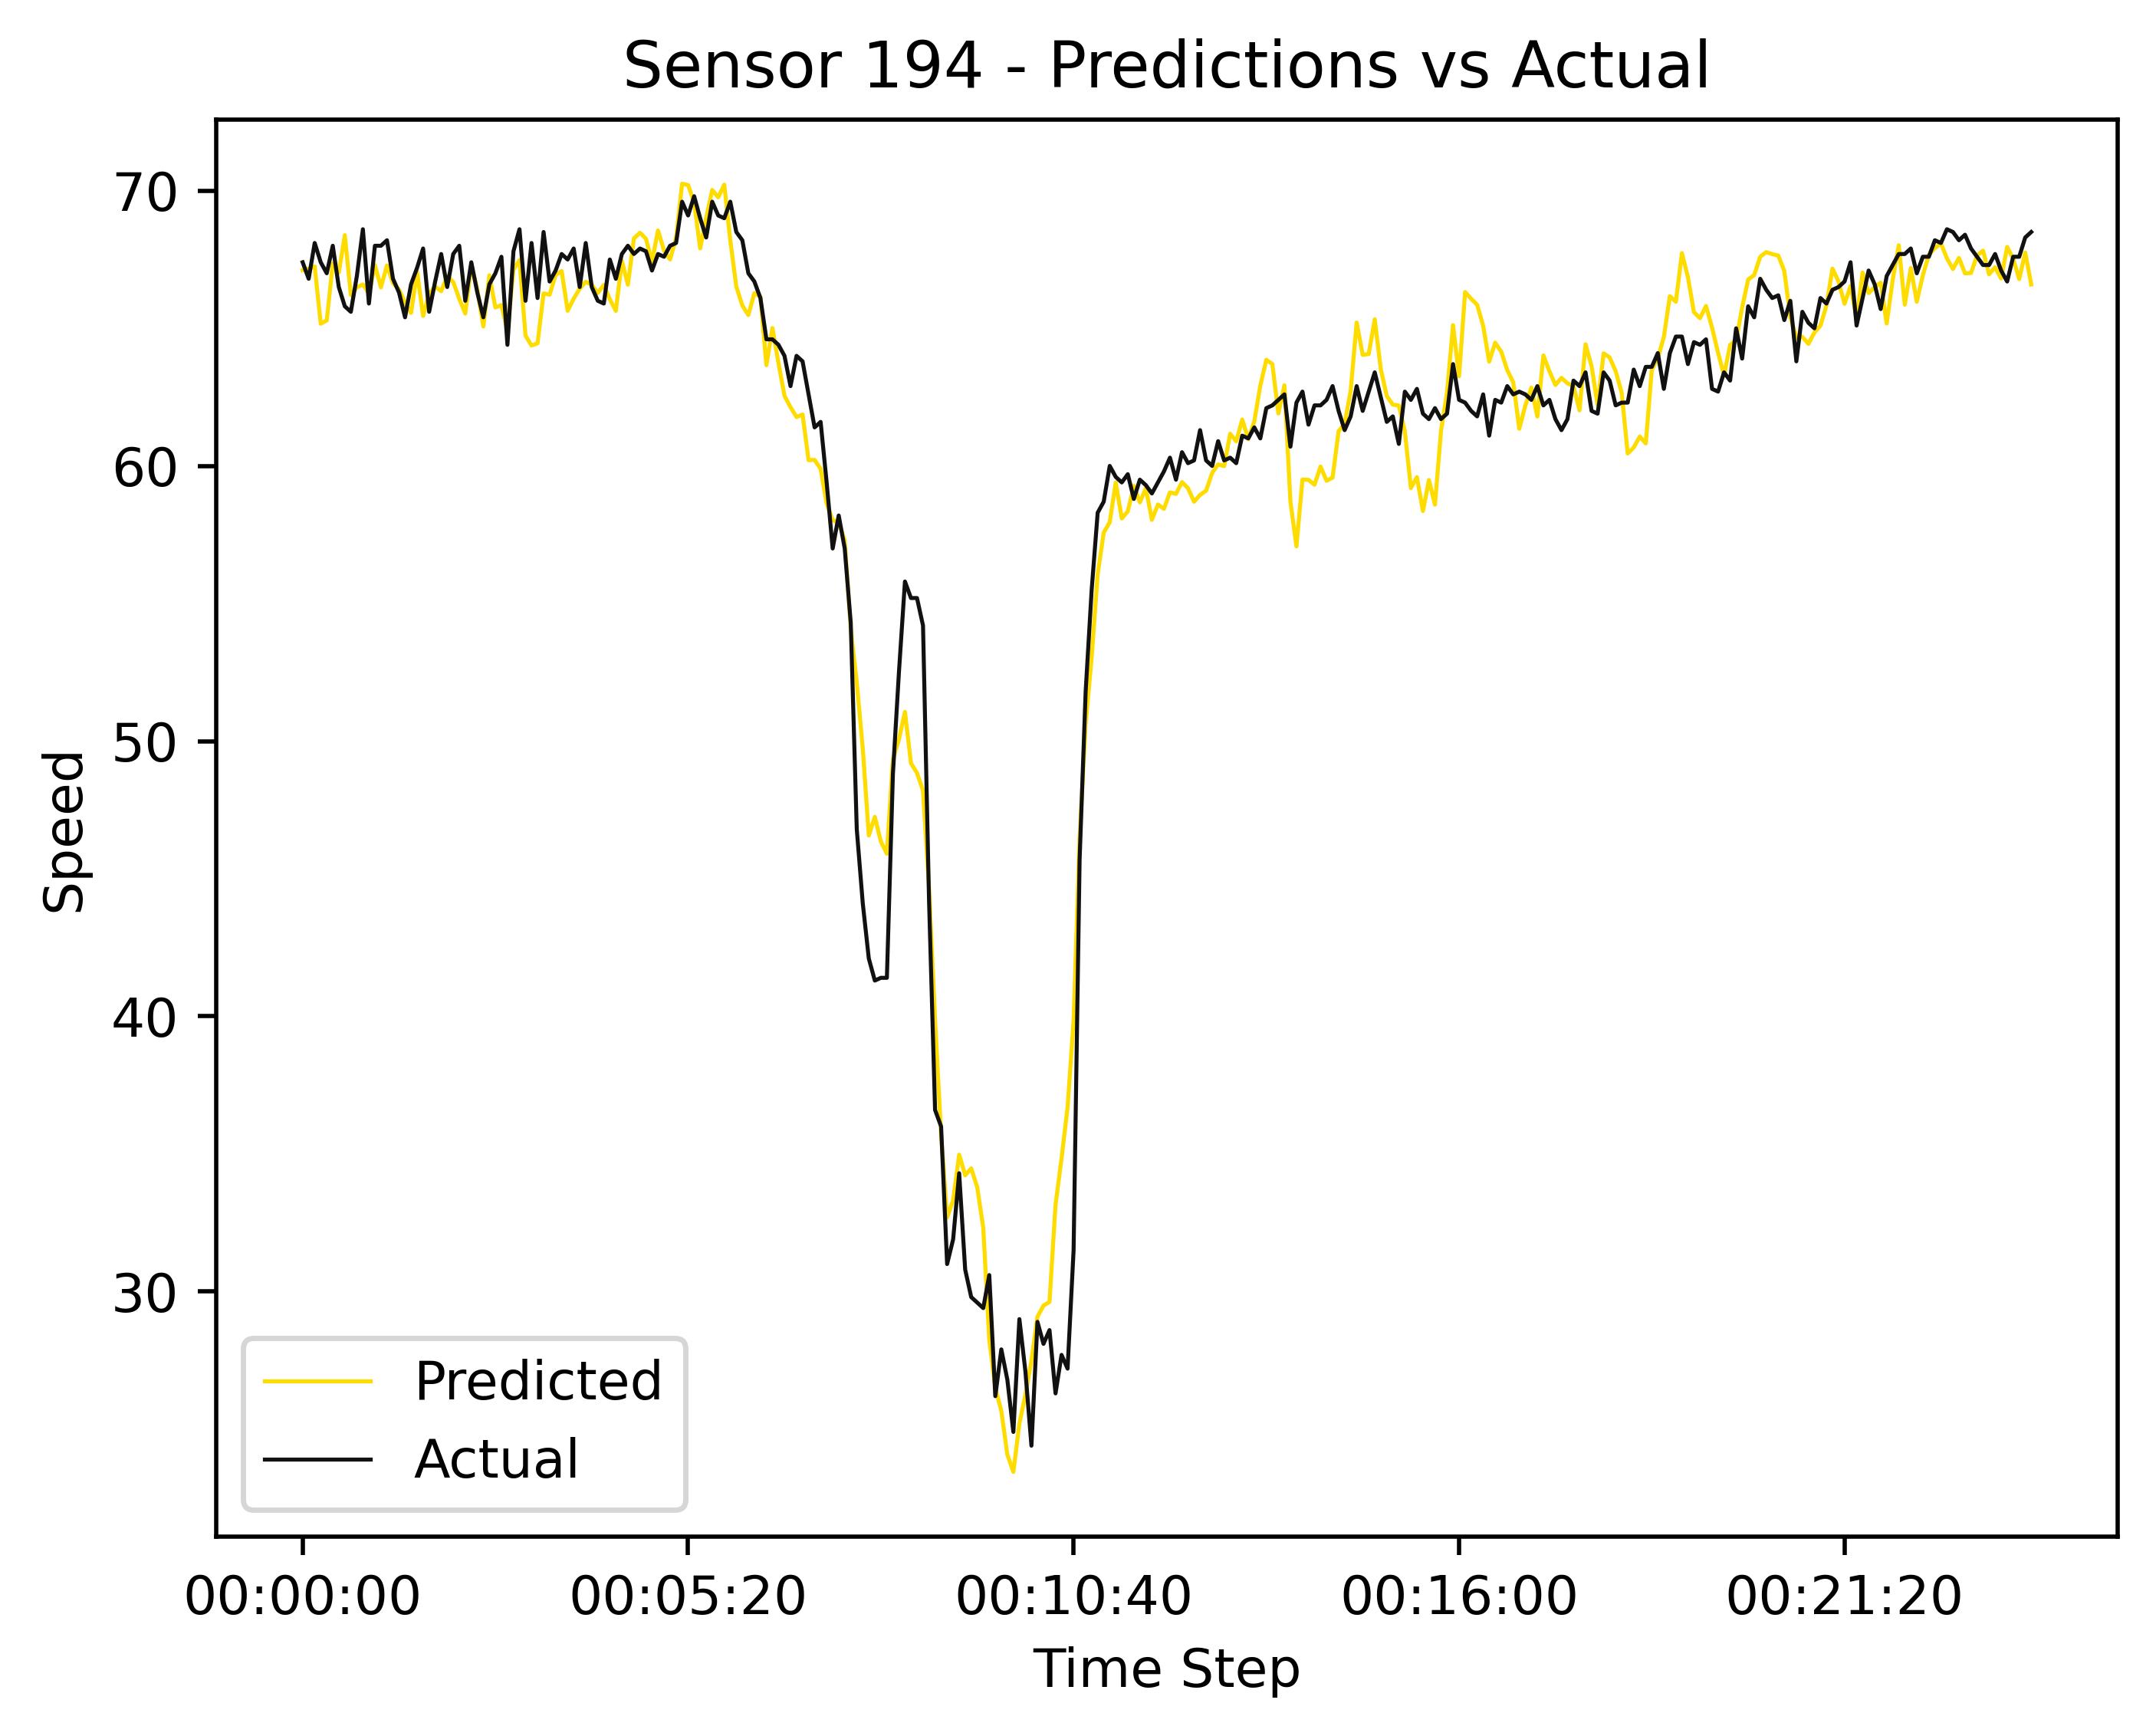 Sensor 194 - Predictions vs Actual
70
60
50
40
30
Speed
Predicted
Actual
00:00:00 00:05:20 00:10:40 00:16:00 00:21:20
Time Step